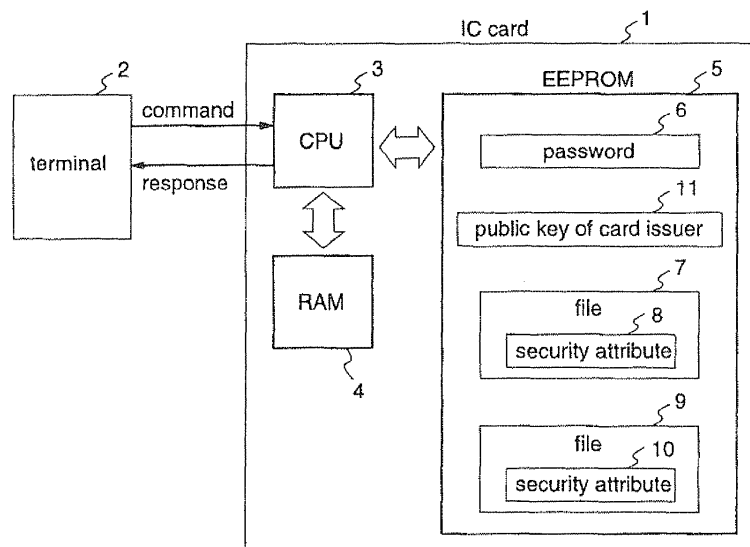 IC card
1
2
terminal
command
response
3
CPU
RAM
4
EEPROM
5
6
password
11
public key of card issuer
7
file
8
security attribute
9
file
10
security attribute